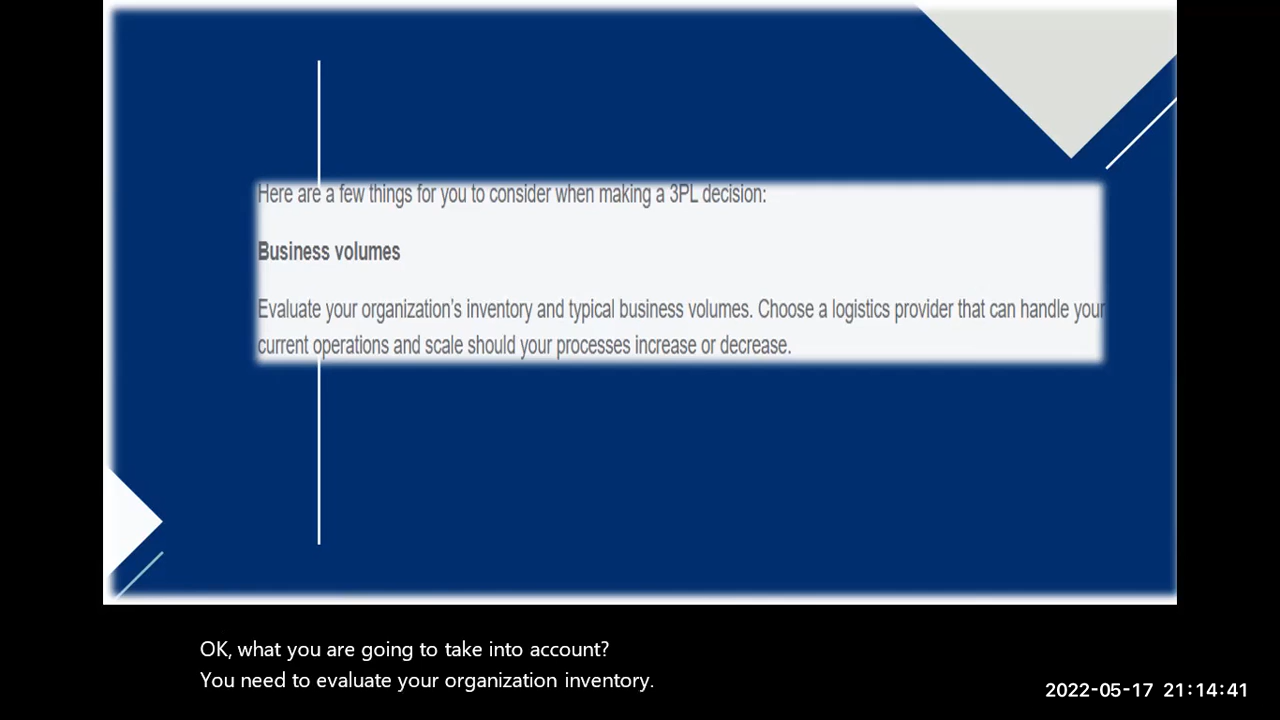 Here are a few things for you to consider when making a 3PL decision:
Business volumes
Evaluate your organization's inventory and typical business volumes. Choose a logistics provider that can handle your
current operations and scale should your processes increase or decrease.
OK, what you are going to take into account?
You need to evaluate your organization inventory.
2022-05-17 21:14:41